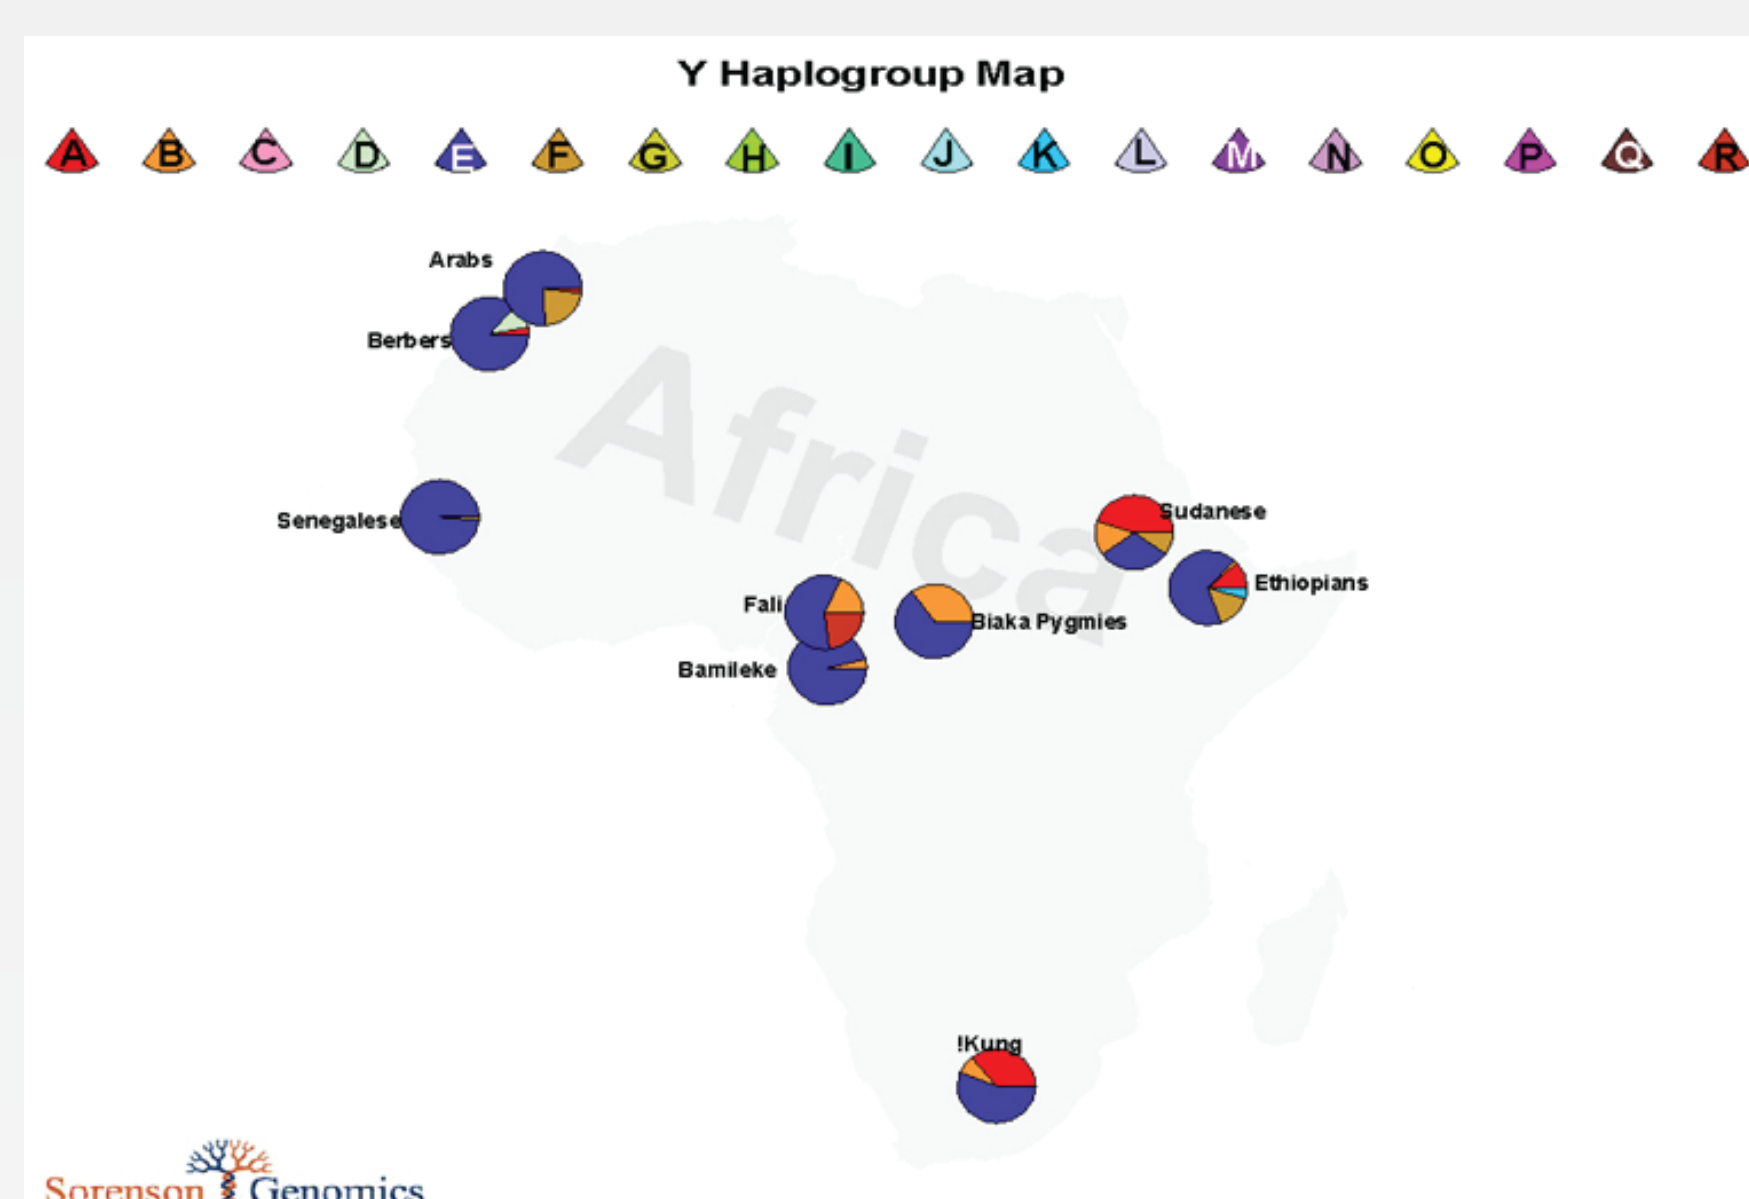 Y Haplogroup Map
A B C D E F G H I J K L M N O P Q R
Arabs
Berbers
Africa
Senegalese
Sudanese
Ethiopians
Fali
Biaka Pygmies
Bamileke
!Kung
Sorenson Genomics